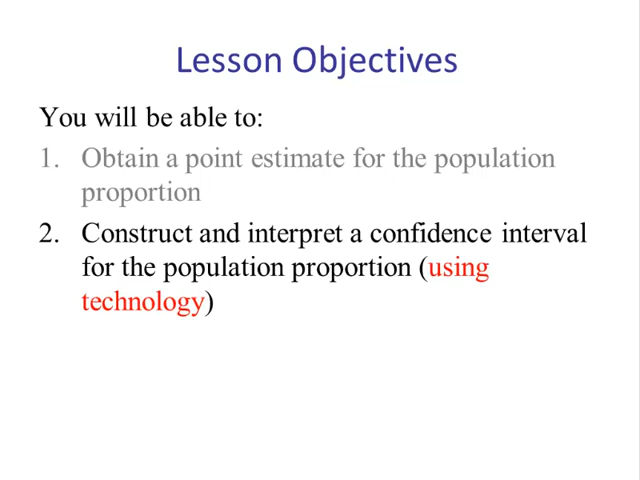 Lesson Objectives
You will be able to:
1. Obtain a point estimate for the population
proportion
2. Construct and interpret a confidence interval
for the population proportion (using
technology)